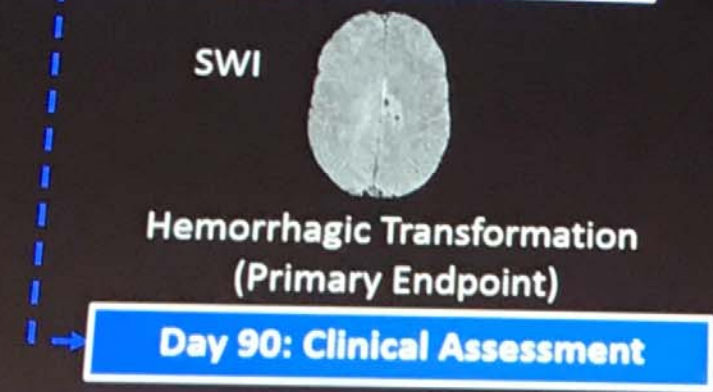 SWI
Hemorrhagic Transformation
(Primary Endpoint)
Day 90: Clinical Assessment